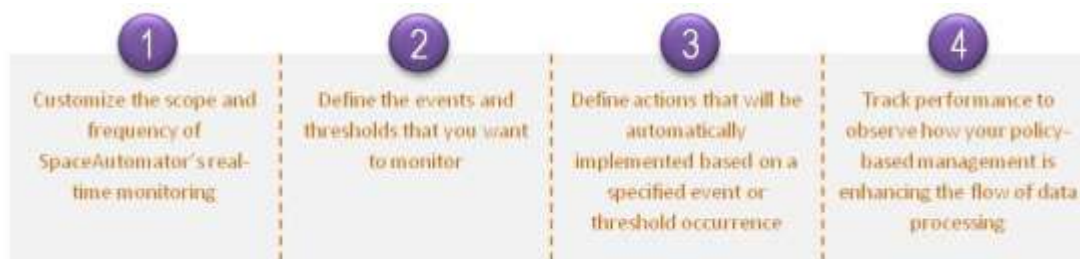 1
Customize the scope and
frequency of
SpaceAutomator's real-
time monitoring
2
Define the events and
thresholds that you want
to monitor
3
Define actions that will be
automatically
implemented based on a
specified event or
threshold occurrence
4
Track performance to
observe how your policy-
based management is
enhancing the flow of data
processing